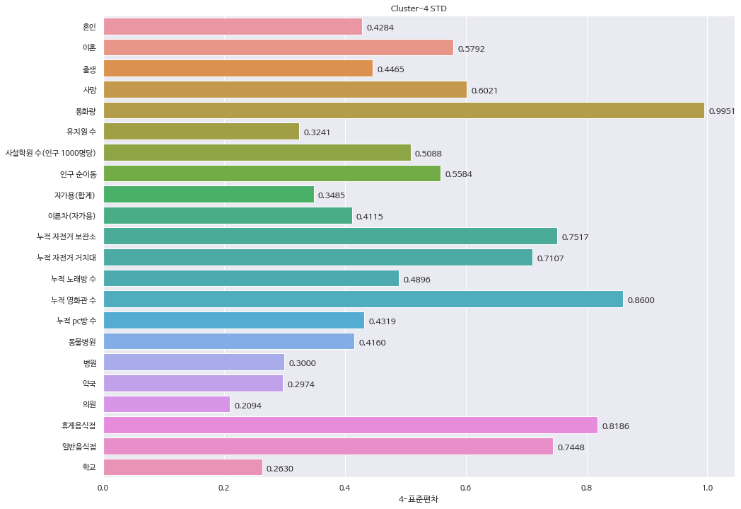 Cluster-4 STD
혼인 0.4284
이혼 0.5792
출생 0.4465
사망 0.6021
통화량 0.9951
유치원 수 0.3241
사설학원 수(인구 1000명당) 0.5088
인구 순이동 0.5584
자가용(합계) 0.3485
이륜차(자가용) 0.4115
누적 자전거 보관소 0.7517
누적 자전거 거치대 0.7107
누적 노래방 수 0.4896
누적 영화관 수 0.8600
누적 pc방 수 0.4319
동물병원 0.4160
병원 0.3000
약국 0.2974
의원 0.2094
휴게음식점 0.8186
일반음식점 0.7448
학교 0.2630
0.0 0.2 0.4 0.6 0.8 1.0
4-표준편차